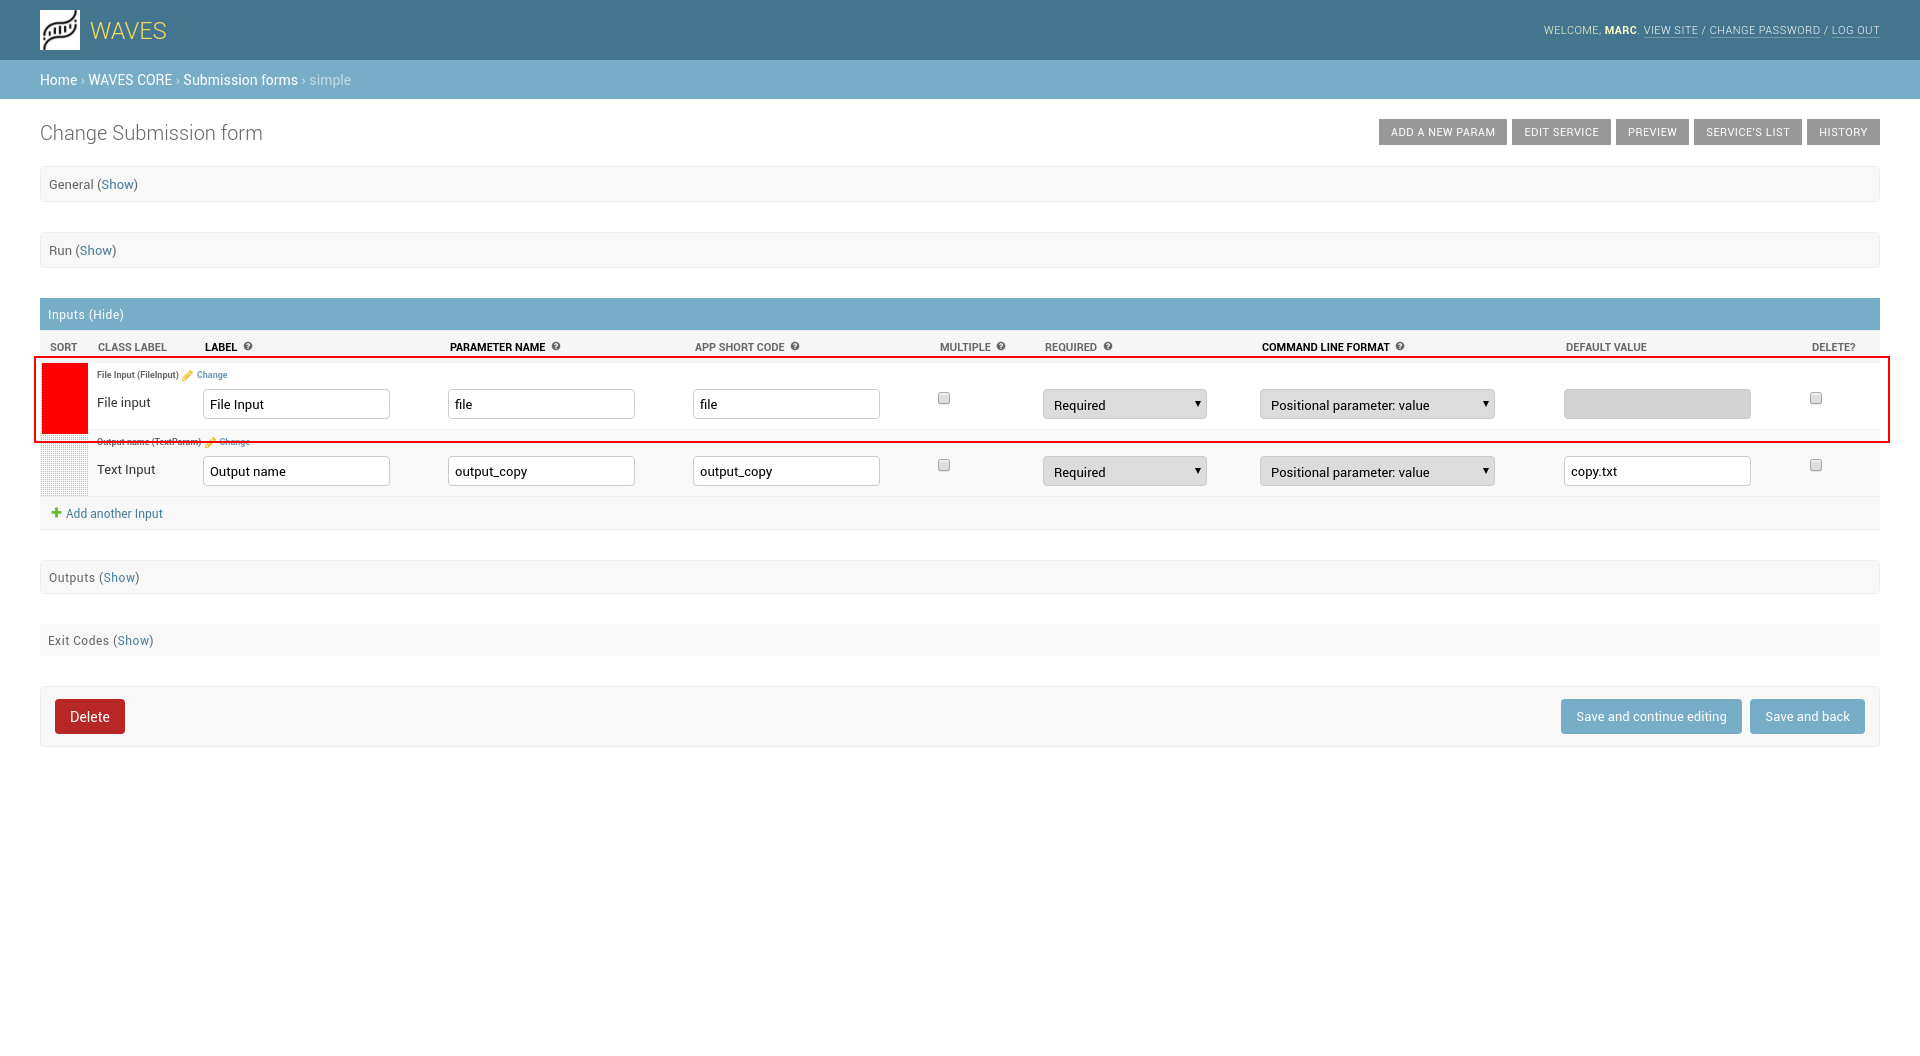 WAVES
WELCOME, MARC. VIEW SITE / CHANGE PASSWORD / LOG OUT
Home › WAVES CORE › Submission forms › simple
Change Submission form
ADD A NEW PARAM EDIT SERVICE PREVIEW SERVICE'S LIST HISTORY
General (Show)
Run (Show)
Inputs (Hide)
SORT CLASS LABEL LABEL PARAMETER NAME APP SHORT CODE MULTIPLE REQUIRED COMMAND LINE FORMAT DEFAULT VALUE DELETE?
File Input (FileInput) Change
File input File Input file file Required Positional parameter: value
Output name (TextParam) Change
Text Input Output name output_copy output_copy Required Positional parameter: value copy.txt
Add another Input
Outputs (Show)
Exit Codes (Show)
Delete Save and continue editing Save and back